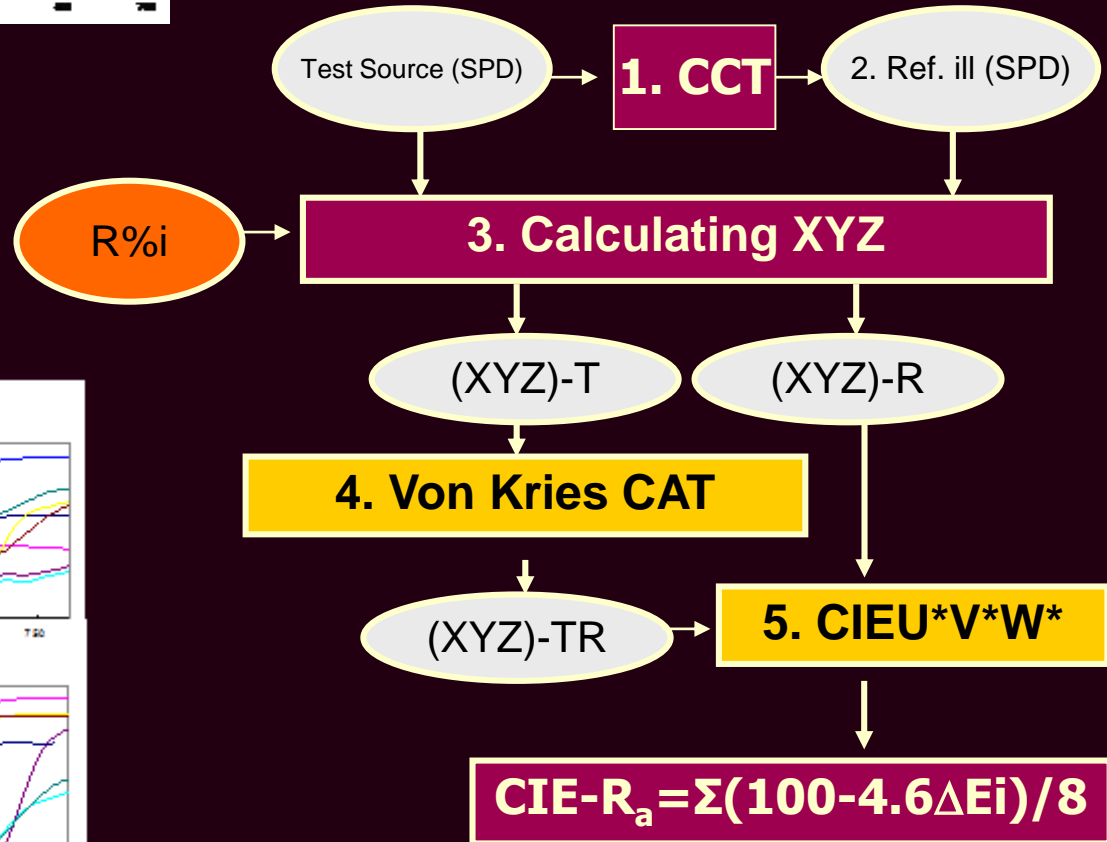 Test Source (SPD)
1. CCT
2. Ref. ill (SPD)
R%i
3. Calculating XYZ
(XYZ)-T
(XYZ)-R
4. Von Kries CAT
(XYZ)-TR
5. CIEU*V*W*
CIE-Rₐ=Σ(100-4.6ΔEi)/8